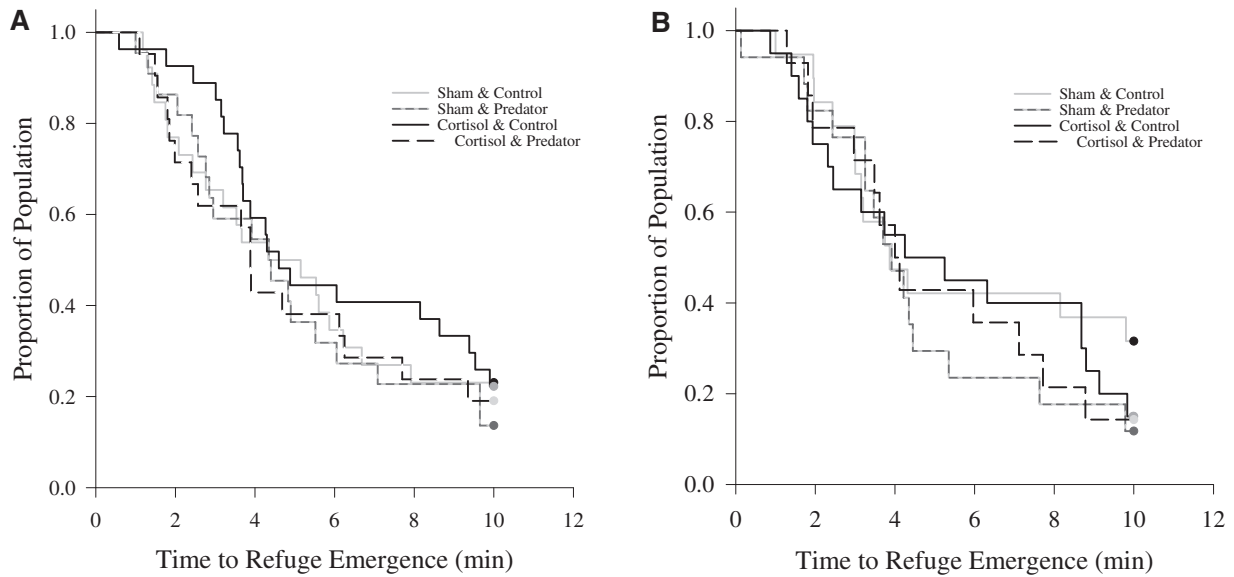 A
Proportion of Population
1.0
0.8
0.6
0.4
0.2
0.0
0 2 4 6 8 10 12
Time to Refuge Emergence (min)
Sham & Control
Sham & Predator
Cortisol & Control
Cortisol & Predator
B
Proportion of Population
1.0
0.8
0.6
0.4
0.2
0.0
0 2 4 6 8 10 12
Time to Refuge Emergence (min)
Sham & Control
Sham & Predator
Cortisol & Control
Cortisol & Predator